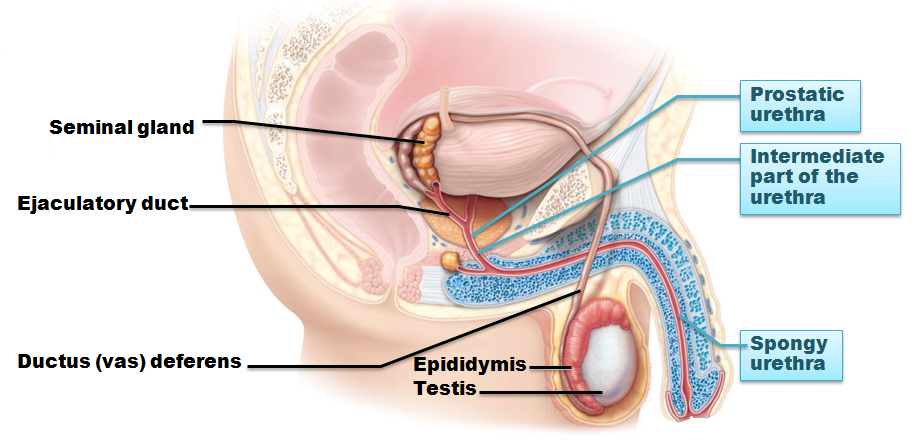 Prostatic
urethra
Seminal gland
Intermediate
part of the
urethra
Ejaculatory duct
Spongy
urethra
Ductus (vas) deferens
Epididymis
Testis